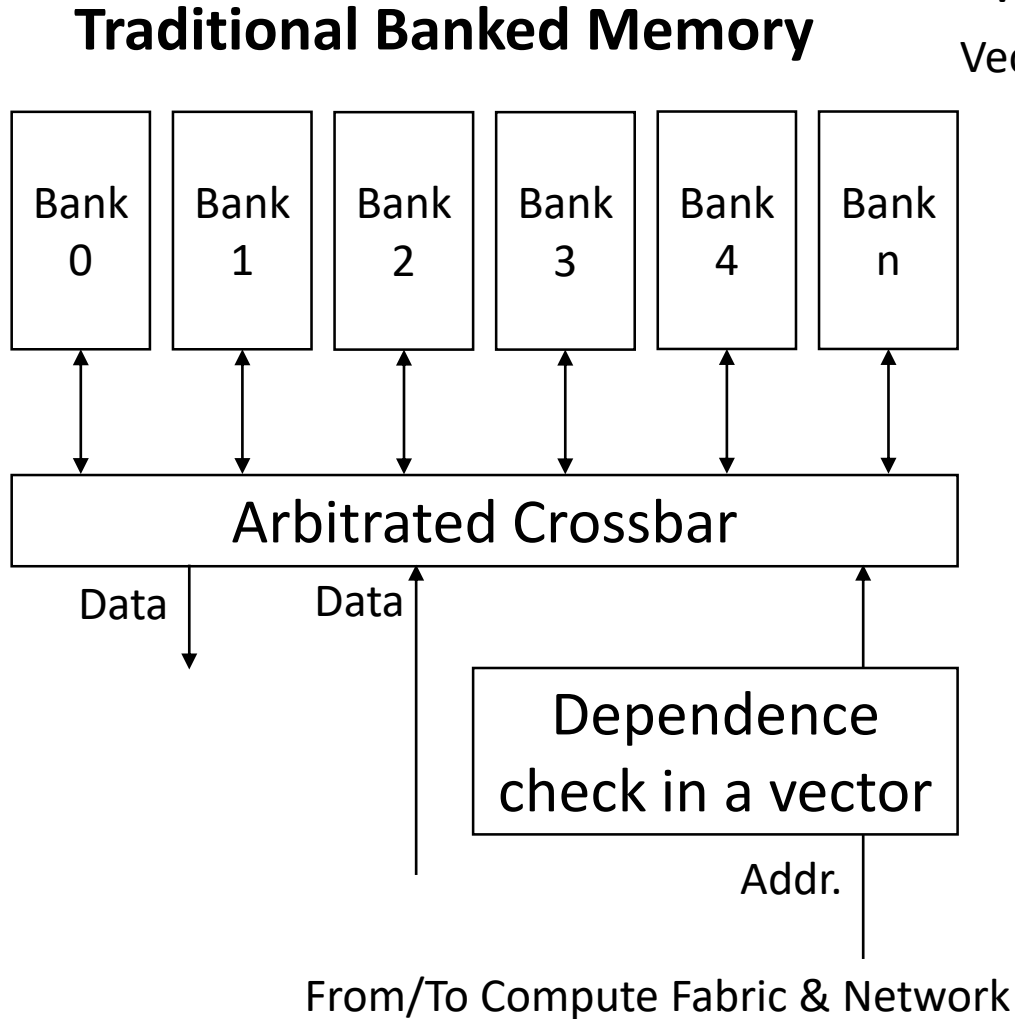 Traditional Banked Memory
Bank
0
Bank
1
Bank
2
Bank
3
Bank
4
Bank
n
Arbitrated Crossbar
Data
Data
Dependence
check in a vector
Addr.
From/To Compute Fabric & Network